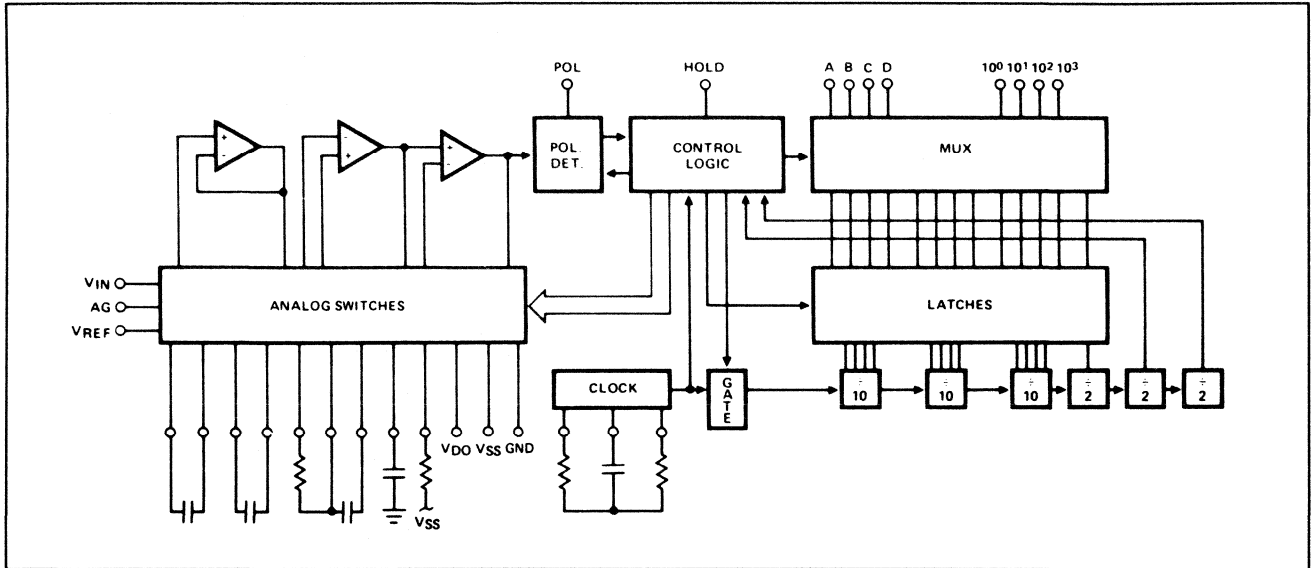 POL
HOLD
A B C D
10⁰ 10¹ 10² 10³
+
-
-
+
+
-
POL.
DET.
CONTROL
LOGIC
MUX
VIN
AG
VREF
ANALOG SWITCHES
LATCHES
CLOCK
GATE
÷
10
÷
10
÷
10
÷
2
÷
2
÷
2
VDO VSS GND
VSS